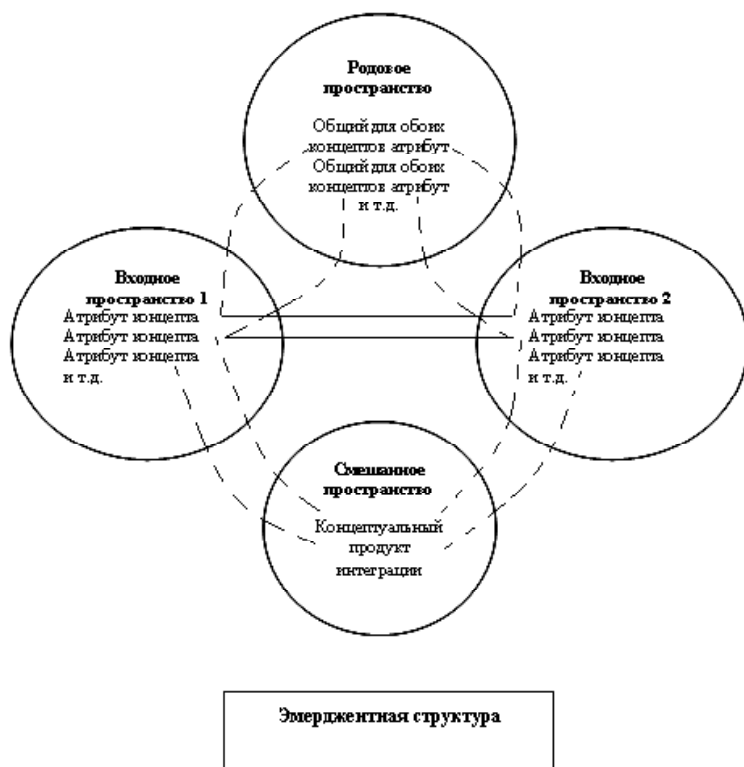 Родовое
пространство
Общий для обоих
концептов атрибут
Общий для обоих
концептов атрибут
и т.д.
Входное
пространство 1
Атрибут концепта
Атрибут концепта
Атрибут концепта
и т.д.
Входное
пространство 2
Атрибут концепта
Атрибут концепта
Атрибут концепта
и т.д.
Смешанное
пространство
Концептуальный
продукт
интеграции
Эмерджентная структура